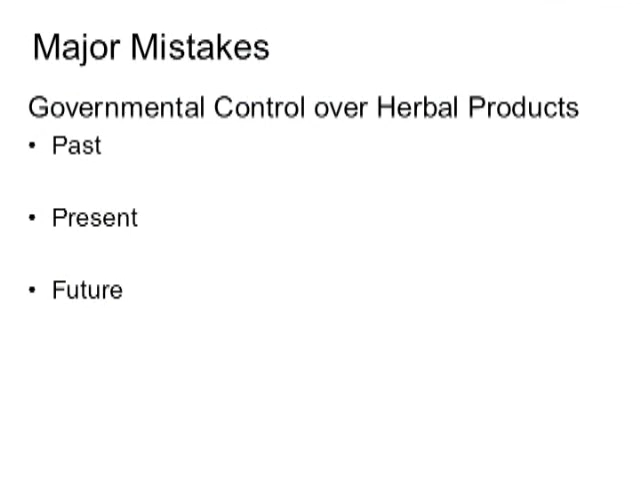 Major Mistakes
Governmental Control over Herbal Products
• Past
• Present
• Future